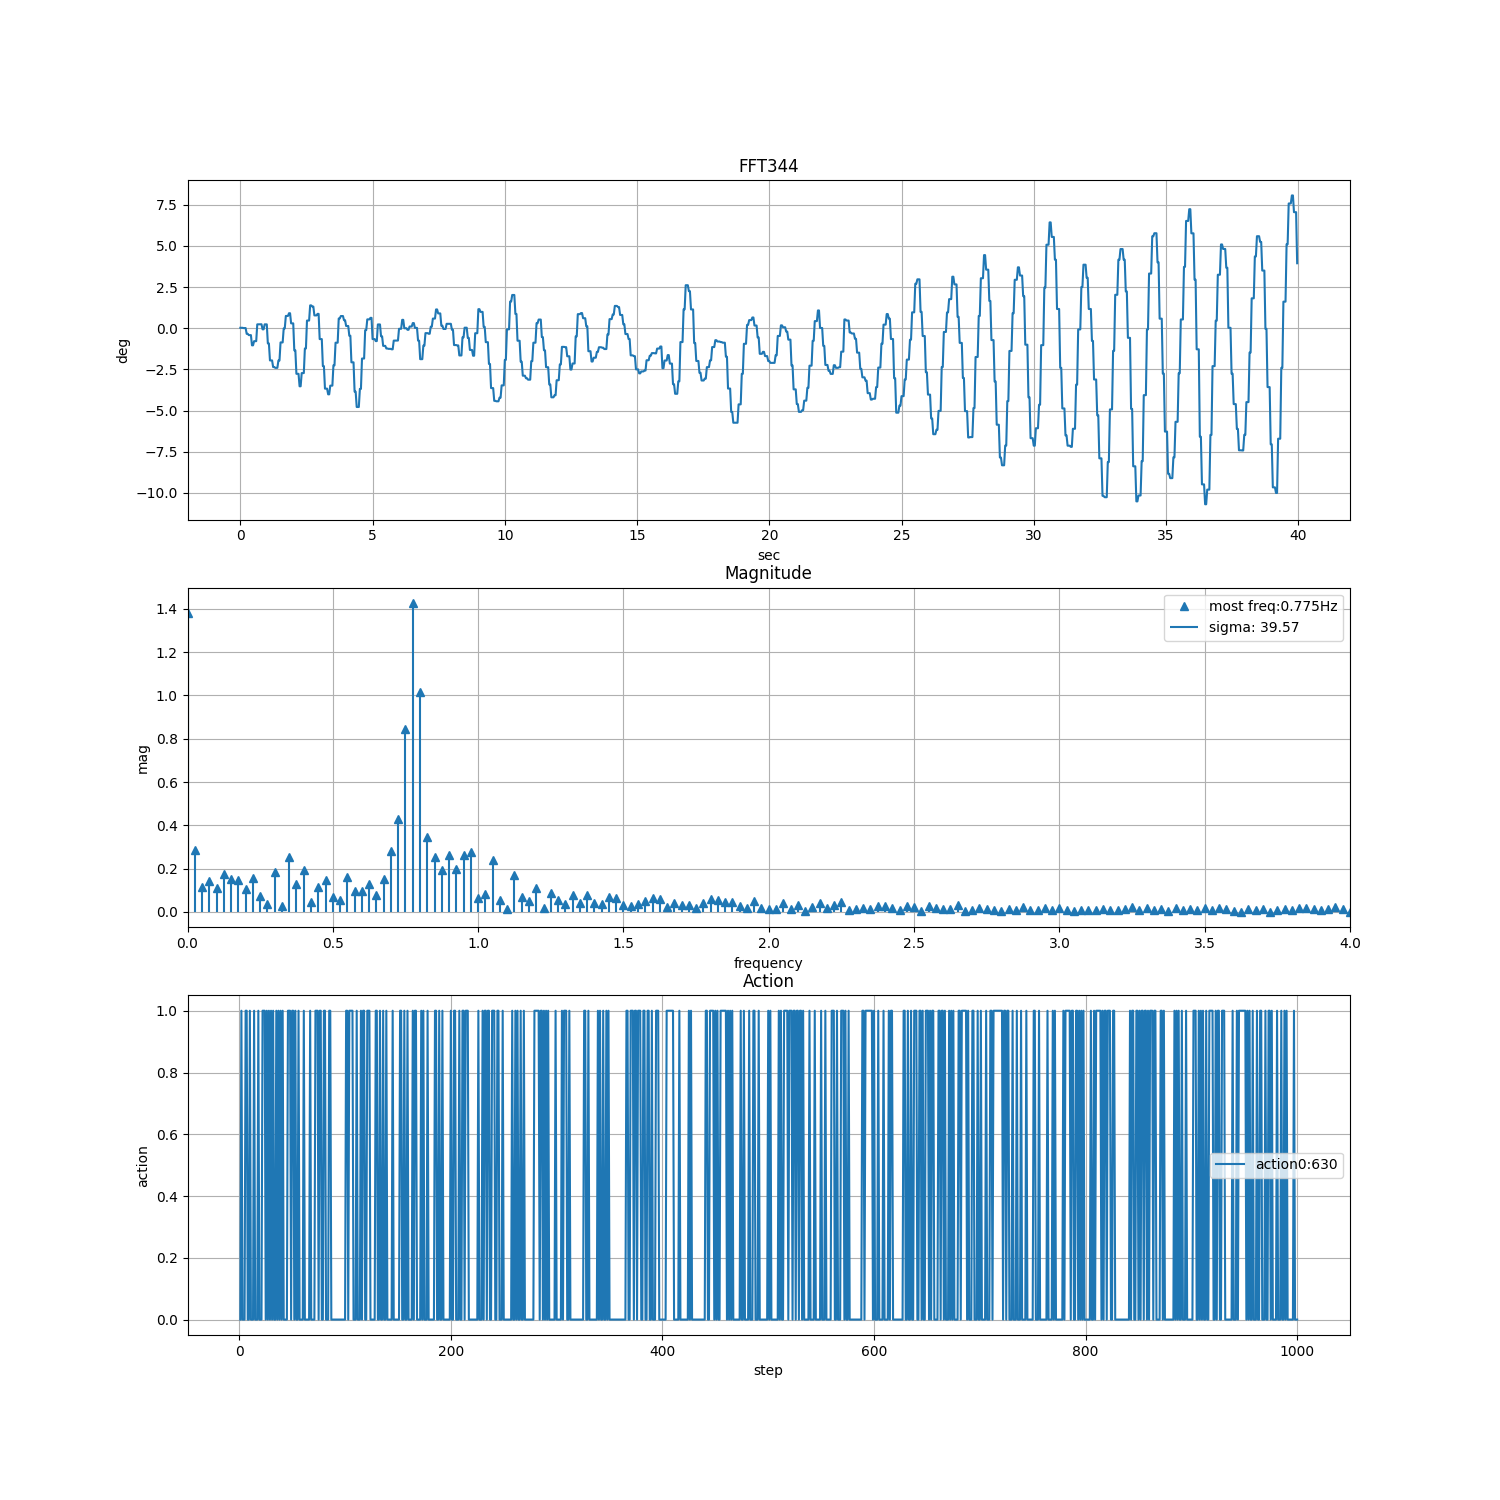 FFT344
7.5
5.0
2.5
0.0
−2.5
−5.0
−7.5
−10.0
deg
0 5 10 15 20 25 30 35 40
sec
Magnitude
1.4
1.2
1.0
0.8
0.6
0.4
0.2
0.0
mag
most freq:0.775Hz
sigma: 39.57
0.0 0.5 1.0 1.5 2.0 2.5 3.0 3.5 4.0
frequency
Action
1.0
0.8
0.6
0.4
0.2
0.0
action
action0:630
0 200 400 600 800 1000
step